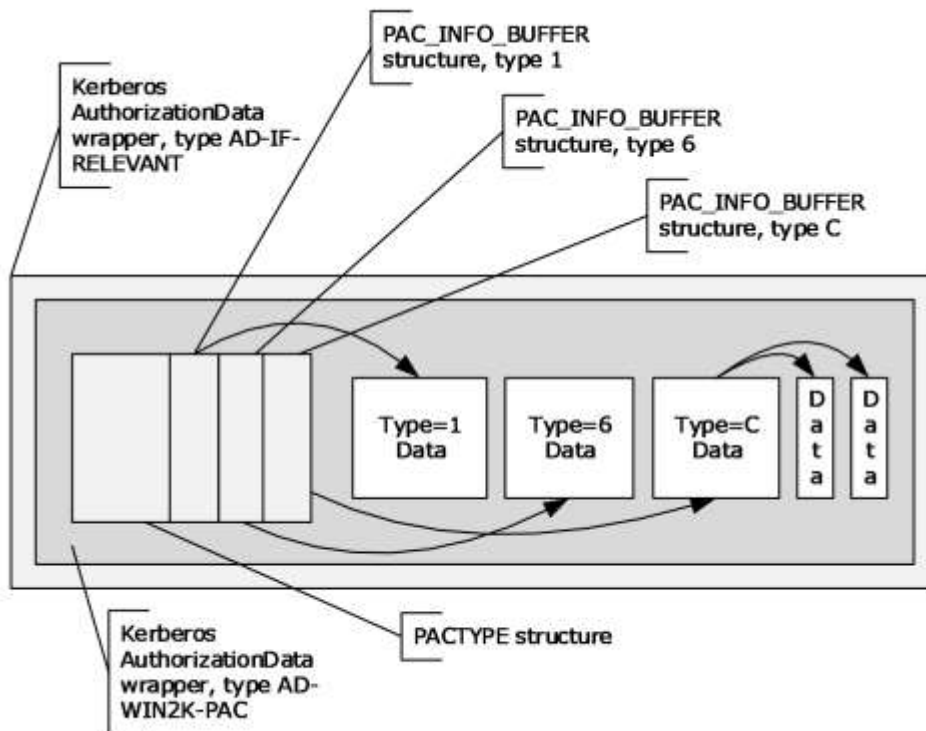 PAC_INFO_BUFFER
structure, type 1
Kerberos
AuthorizationData
wrapper, type AD-IF-
RELEVANT
PAC_INFO_BUFFER
structure, type 6
PAC_INFO_BUFFER
structure, type C
Type=1
Data
Type=6
Data
Type=C
Data
D
a
t
a
D
a
t
a
Kerberos
AuthorizationData
wrapper, type AD-
WIN2K-PAC
PACTYPE structure